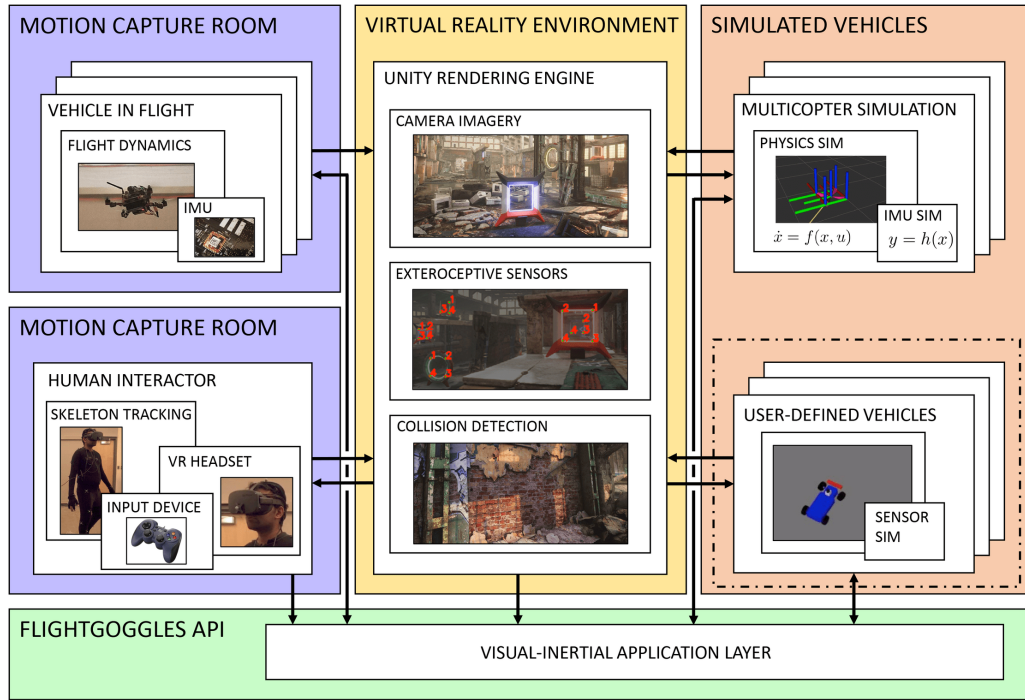 MOTION CAPTURE ROOM
VEHICLE IN FLIGHT
FLIGHT DYNAMICS
IMU
MOTION CAPTURE ROOM
HUMAN INTERACTOR
SKELETON TRACKING
VR HEADSET
INPUT DEVICE
VIRTUAL REALITY ENVIRONMENT
UNITY RENDERING ENGINE
CAMERA IMAGERY
EXTEROCEPTIVE SENSORS
COLLISION DETECTION
SIMULATED VEHICLES
MULTICOPTER SIMULATION
PHYSICS SIM
ẋ = f(x, u)
IMU SIM
y = h(x)
USER-DEFINED VEHICLES
SENSOR
SIM
FLIGHTGOGGLES API
VISUAL-INERTIAL APPLICATION LAYER